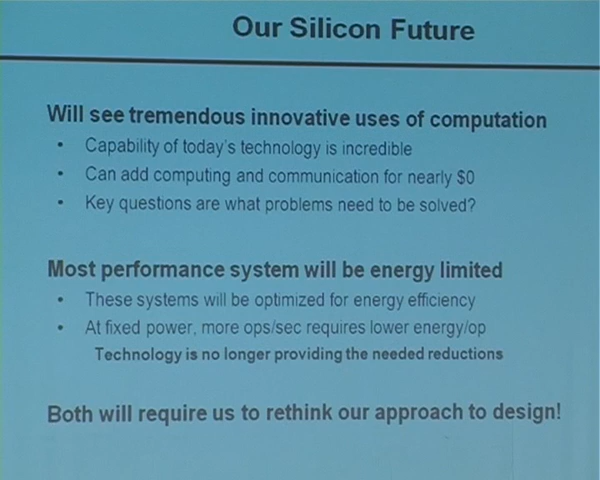 Our Silicon Future
Will see tremendous innovative uses of computation
• Capability of today's technology is incredible
• Can add computing and communication for nearly $0
• Key questions are what problems need to be solved?
Most performance system will be energy limited
• These systems will be optimized for energy efficiency
• At fixed power, more ops/sec requires lower energy/op
Technology is no longer providing the needed reductions
Both will require us to rethink our approach to design!